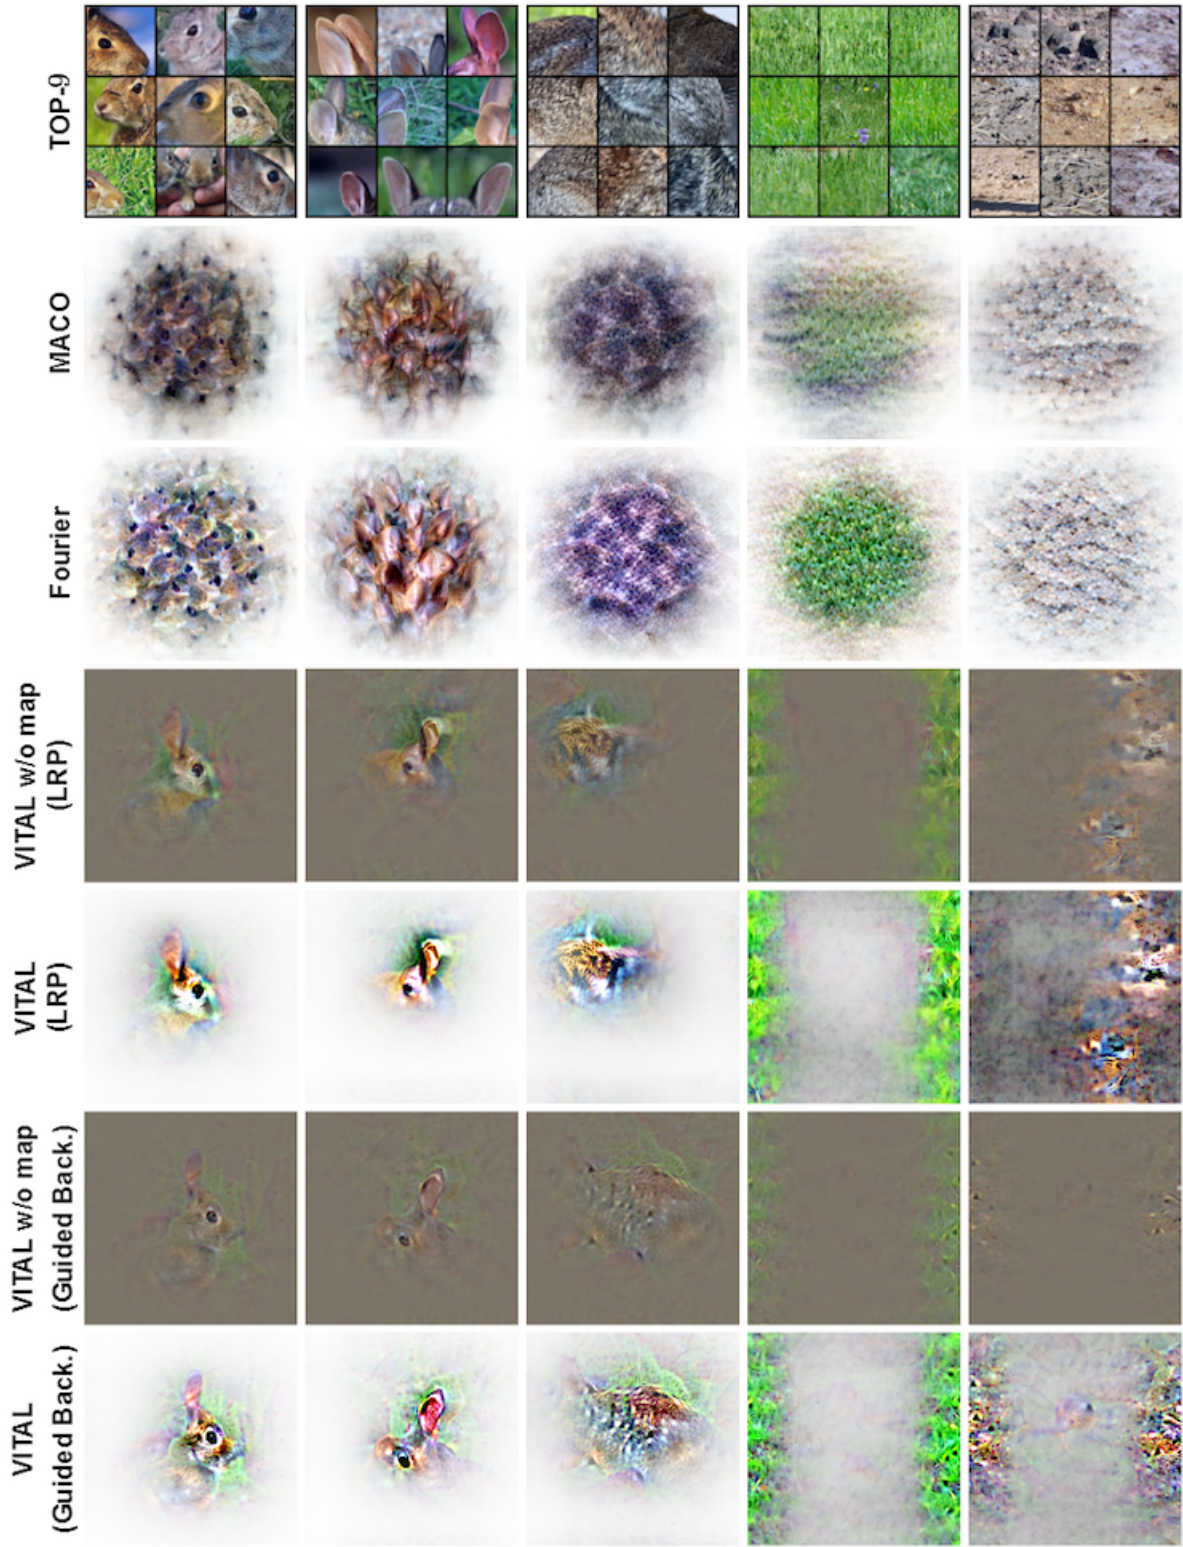 TOP-9
MACO
Fourier
VITAL w/o map
(LRP)
VITAL
(LRP)
VITAL w/o map
(Guided Back.)
VITAL
(Guided Back.)